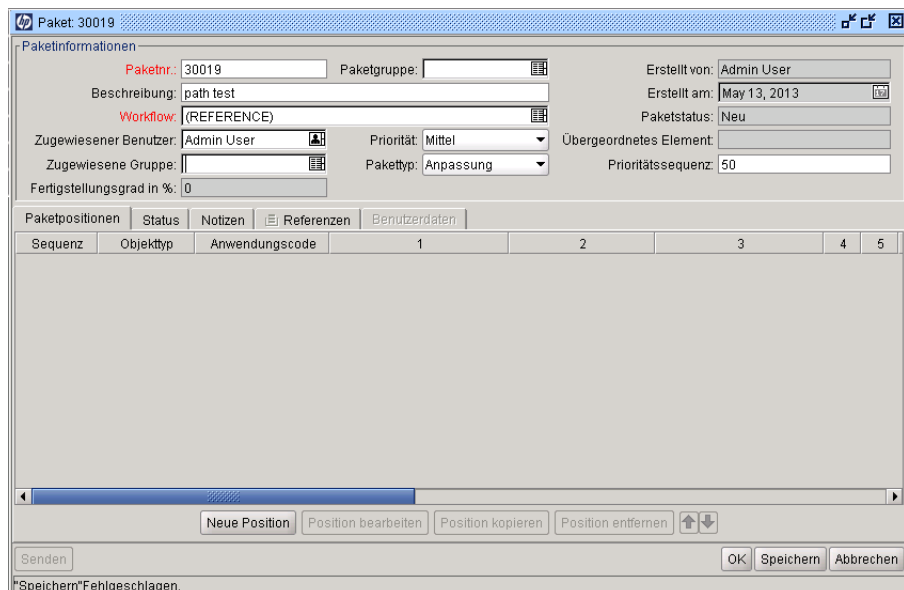 hp Paket: 30019
Paketinformationen
Paketnr.: 30019 Paketgruppe: Erstellt von: Admin User
Beschreibung: path test Erstellt am: May 13, 2013
Workflow: (REFERENCE) Paketstatus: Neu
Zugewiesener Benutzer: Admin User Priorität: Mittel Übergeordnetes Element:
Zugewiesene Gruppe: Pakettyp: Anpassung Prioritätssequenz: 50
Fertigstellungsgrad in %: 0
Paketpositionen Status Notizen Referenzen Benutzerdaten
Sequenz Objekttyp Anwendungscode 1 2 3 4 5
Neue Position Position bearbeiten Position kopieren Position entfernen
Senden OK Speichern Abbrechen
"Speichern"Fehlgeschlagen.